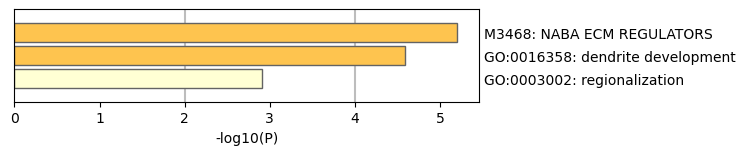 M3468: NABA ECM REGULATORS
GO:0016358: dendrite development
GO:0003002: regionalization
0 1 2 3 4 5
-log10(P)